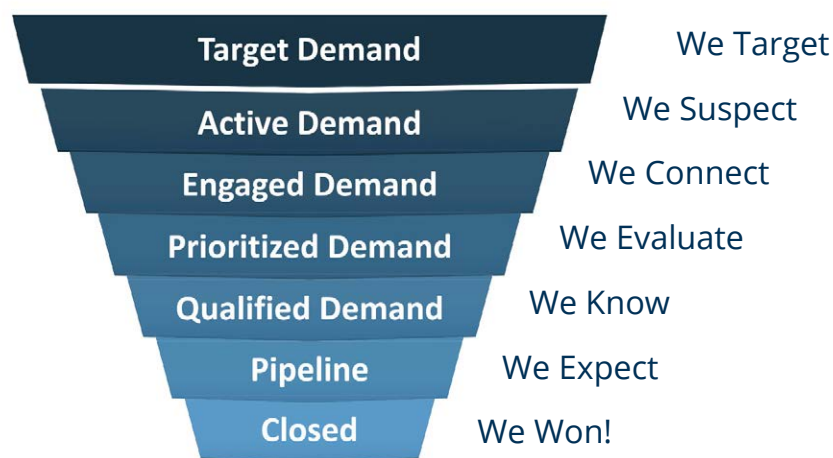 Target Demand We Target
Active Demand We Suspect
Engaged Demand We Connect
Prioritized Demand We Evaluate
Qualified Demand We Know
Pipeline We Expect
Closed We Won!